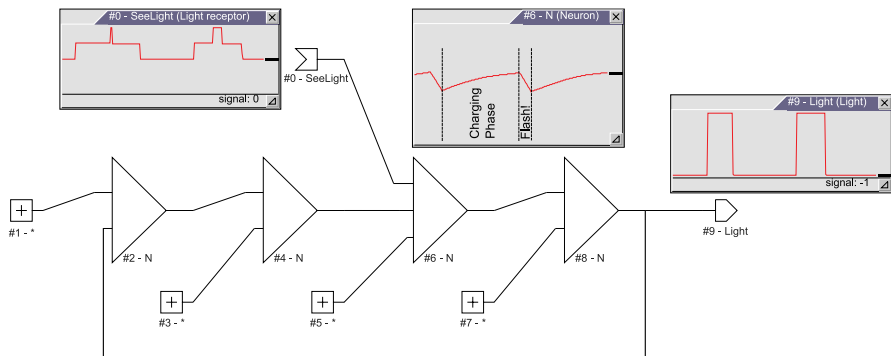 #0 - SeeLight (Light receptor)
signal: 0
#0 - SeeLight
#6 - N (Neuron)
Charging
Phase
Flash!
#9 - Light (Light)
signal: -1
#1 - *
#2 - N
#3 - *
#4 - N
#5 - *
#6 - N
#7 - *
#8 - N
#9 - Light